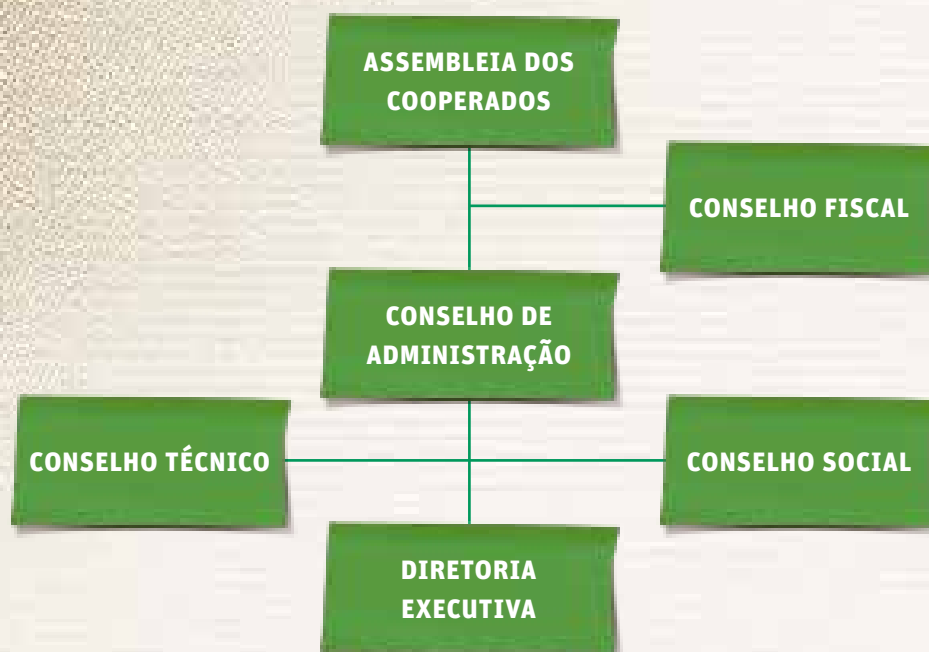 ASSEMBLEIA DOS
COOPERADOS
CONSELHO FISCAL
CONSELHO DE
ADMINISTRAÇÃO
CONSELHO TÉCNICO
CONSELHO SOCIAL
DIRETORIA
EXECUTIVA